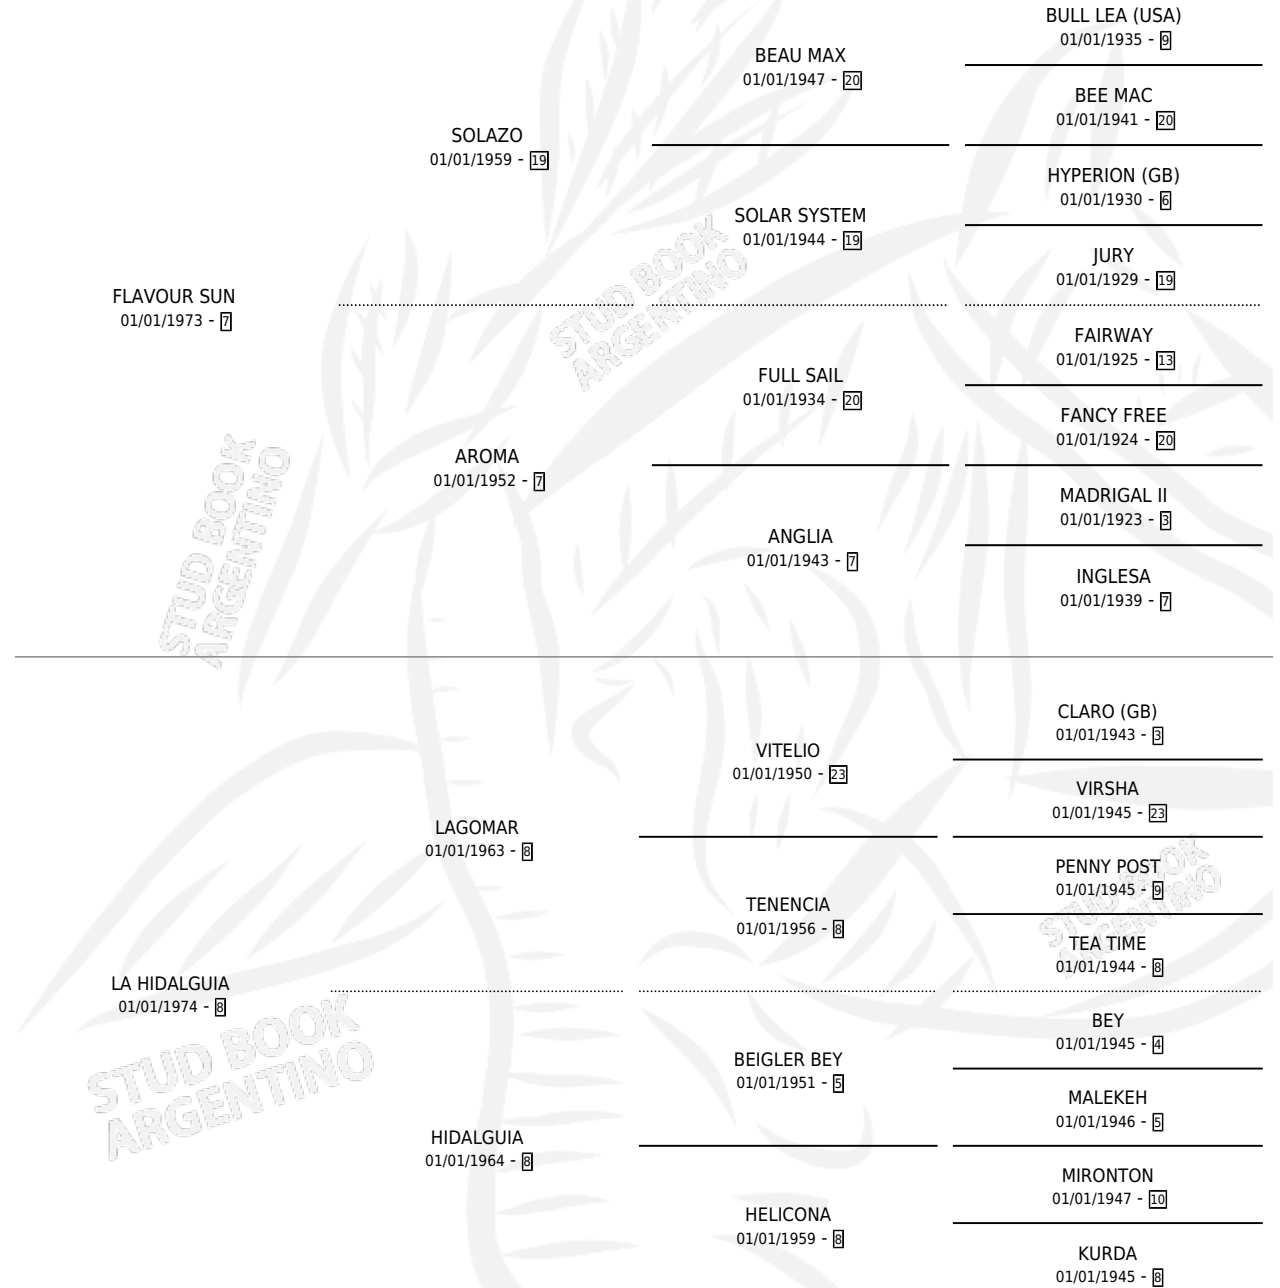 BULL LEA (USA)
01/01/1935 - 9
BEAU MAX
01/01/1947 - 20
BEE MAC
01/01/1941 - 20
SOLAZO
01/01/1959 - 19
HYPERION (GB)
01/01/1930 - 6
SOLAR SYSTEM
01/01/1944 - 19
JURY
01/01/1929 - 19
FLAVOUR SUN
01/01/1973 - 7
STUD BOOK
ARGENTINO
FAIRWAY
01/01/1925 - 13
FULL SAIL
01/01/1934 - 20
FANCY FREE
01/01/1924 - 20
AROMA
01/01/1952 - 7
MADRIGAL II
01/01/1923 - 3
ANGLIA
01/01/1943 - 7
INGLESA
01/01/1939 - 7
STUD BOOK
ARGENTINO
CLARO (GB)
01/01/1943 - 3
VITELIO
01/01/1950 - 23
VIRSHA
01/01/1945 - 23
LAGOMAR
01/01/1963 - 8
PENNY POST
01/01/1945 - 9
TENENCIA
01/01/1956 - 8
STUD BOOK
ARGENTINO
TEA TIME
01/01/1944 - 8
LA HIDALGUIA
01/01/1974 - 8
BEY
01/01/1945 - 4
BEIGLER BEY
01/01/1951 - 5
STUD BOOK
ARGENTINO
MALEKEH
01/01/1946 - 5
HIDALGUIA
01/01/1964 - 8
MIRONTON
01/01/1947 - 10
HELICONA
01/01/1959 - 8
KURDA
01/01/1945 - 8